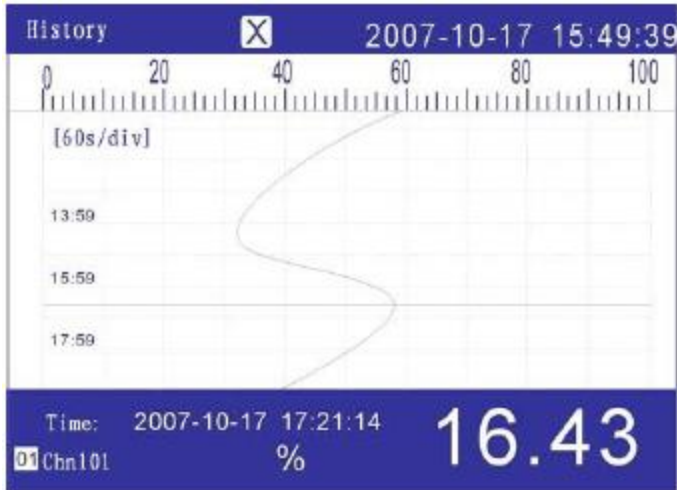 History X 2007-10-17 15:49:39
0 20 40 60 80 100
[60s/div]
13:59
15:59
17:59
Time: 2007-10-17 17:21:14
16.43
01 Chn101 %